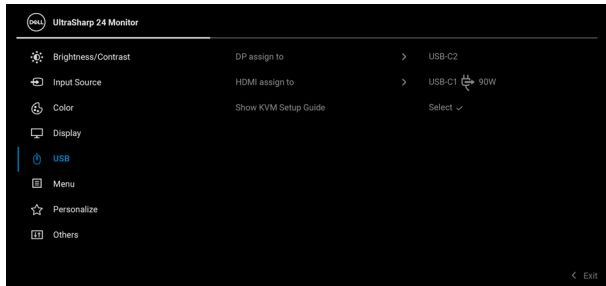 DELL UltraSharp 24 Monitor
Brightness/Contrast DP assign to > USB-C2
Input Source HDMI assign to > USB-C1 90W
Color Show KVM Setup Guide Select ✓
Display
USB
Menu
Personalize
Others
< Exit